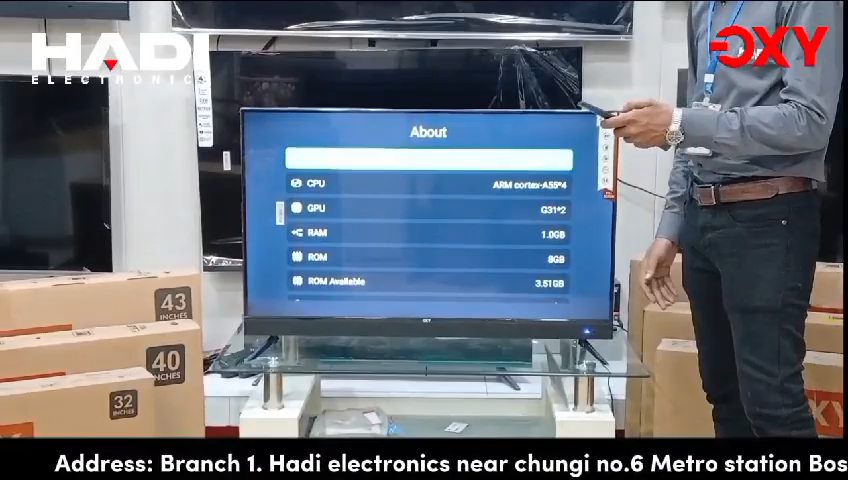 HADI
ELECTRONICS
OXY
About
CPU ARM cortex-A55*4
GPU G31*2
RAM 1.0GB
ROM 8GB
ROM Available 3.51GB
43
INCHES
40
INCHES
32
INCHES
OXY
Address: Branch 1. Hadi electronics near chungi no.6 Metro station Bos